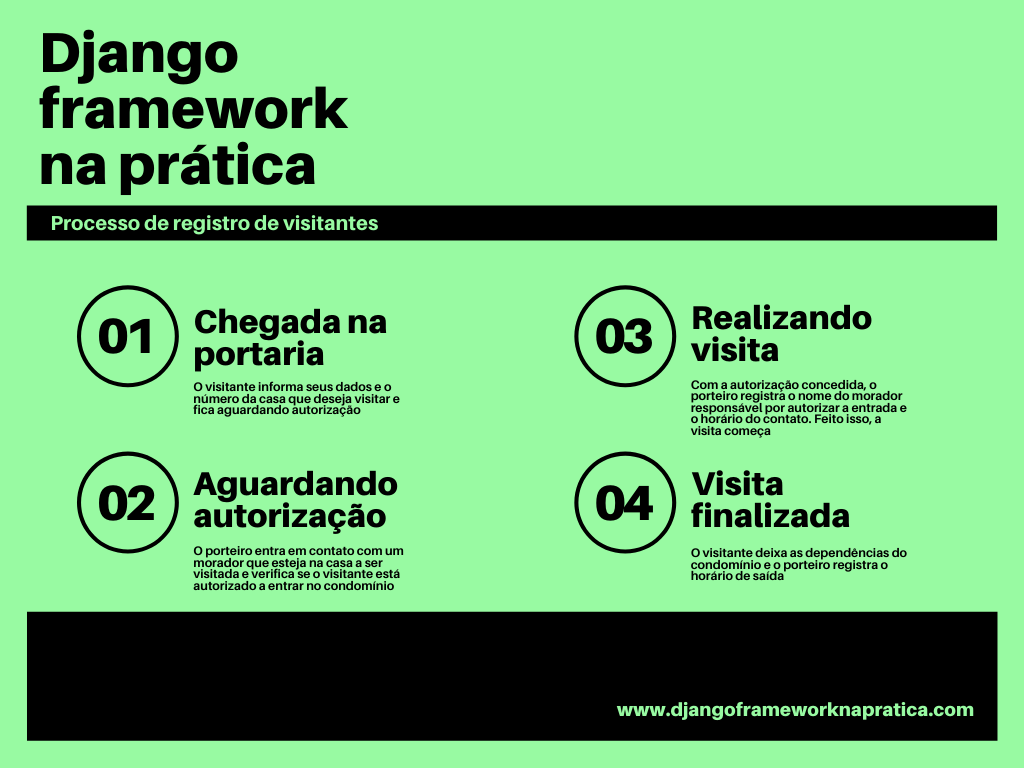 Django
framework
na prática
Processo de registro de visitantes
01
Chegada na
portaria
O visitante informa seus dados e o
número da casa que deseja visitar e
fica aguardando autorização
02
Aguardando
autorização
O porteiro entra em contato com um
morador que esteja na casa a ser
visitada e verifica se o visitante está
autorizado a entrar no condomínio
03
Realizando
visita
Com a autorização concedida, o
porteiro registra o nome do morador
responsável por autorizar a entrada e
o horário do contato. Feito isso, a
visita começa
04
Visita
finalizada
O visitante deixa as dependências do
condomínio e o porteiro registra o
horário de saída
www.djangoframeworknapratica.com